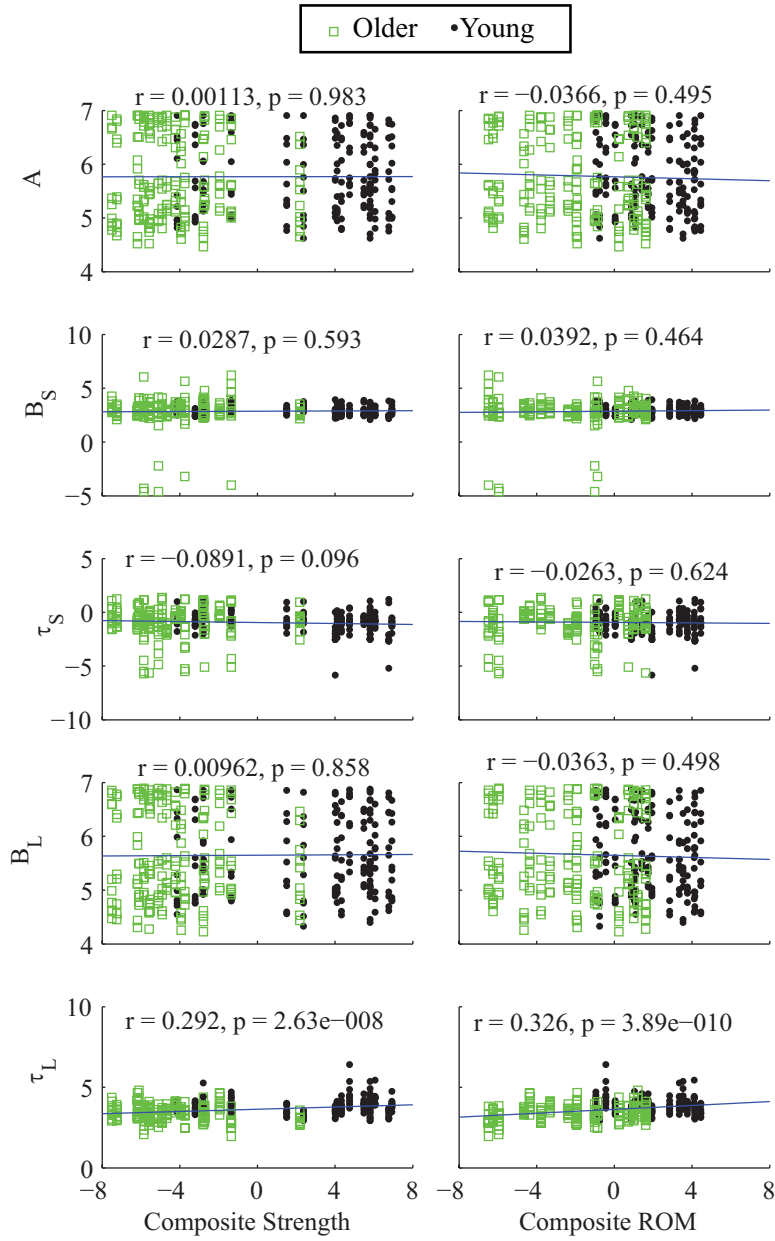 Older Young
r = 0.00113, p = 0.983
r = −0.0366, p = 0.495
7
6
5
4
A
r = 0.0287, p = 0.593
r = 0.0392, p = 0.464
10
5
0
−5
B_S
r = −0.0891, p = 0.096
r = −0.0263, p = 0.624
5
0
−5
−10
τ_S
r = 0.00962, p = 0.858
r = −0.0363, p = 0.498
7
6
5
4
B_L
r = 0.292, p = 2.63e−008
r = 0.326, p = 3.89e−010
10
5
0
τ_L
−8 −4 0 4 8 −8 −4 0 4 8
Composite Strength Composite ROM